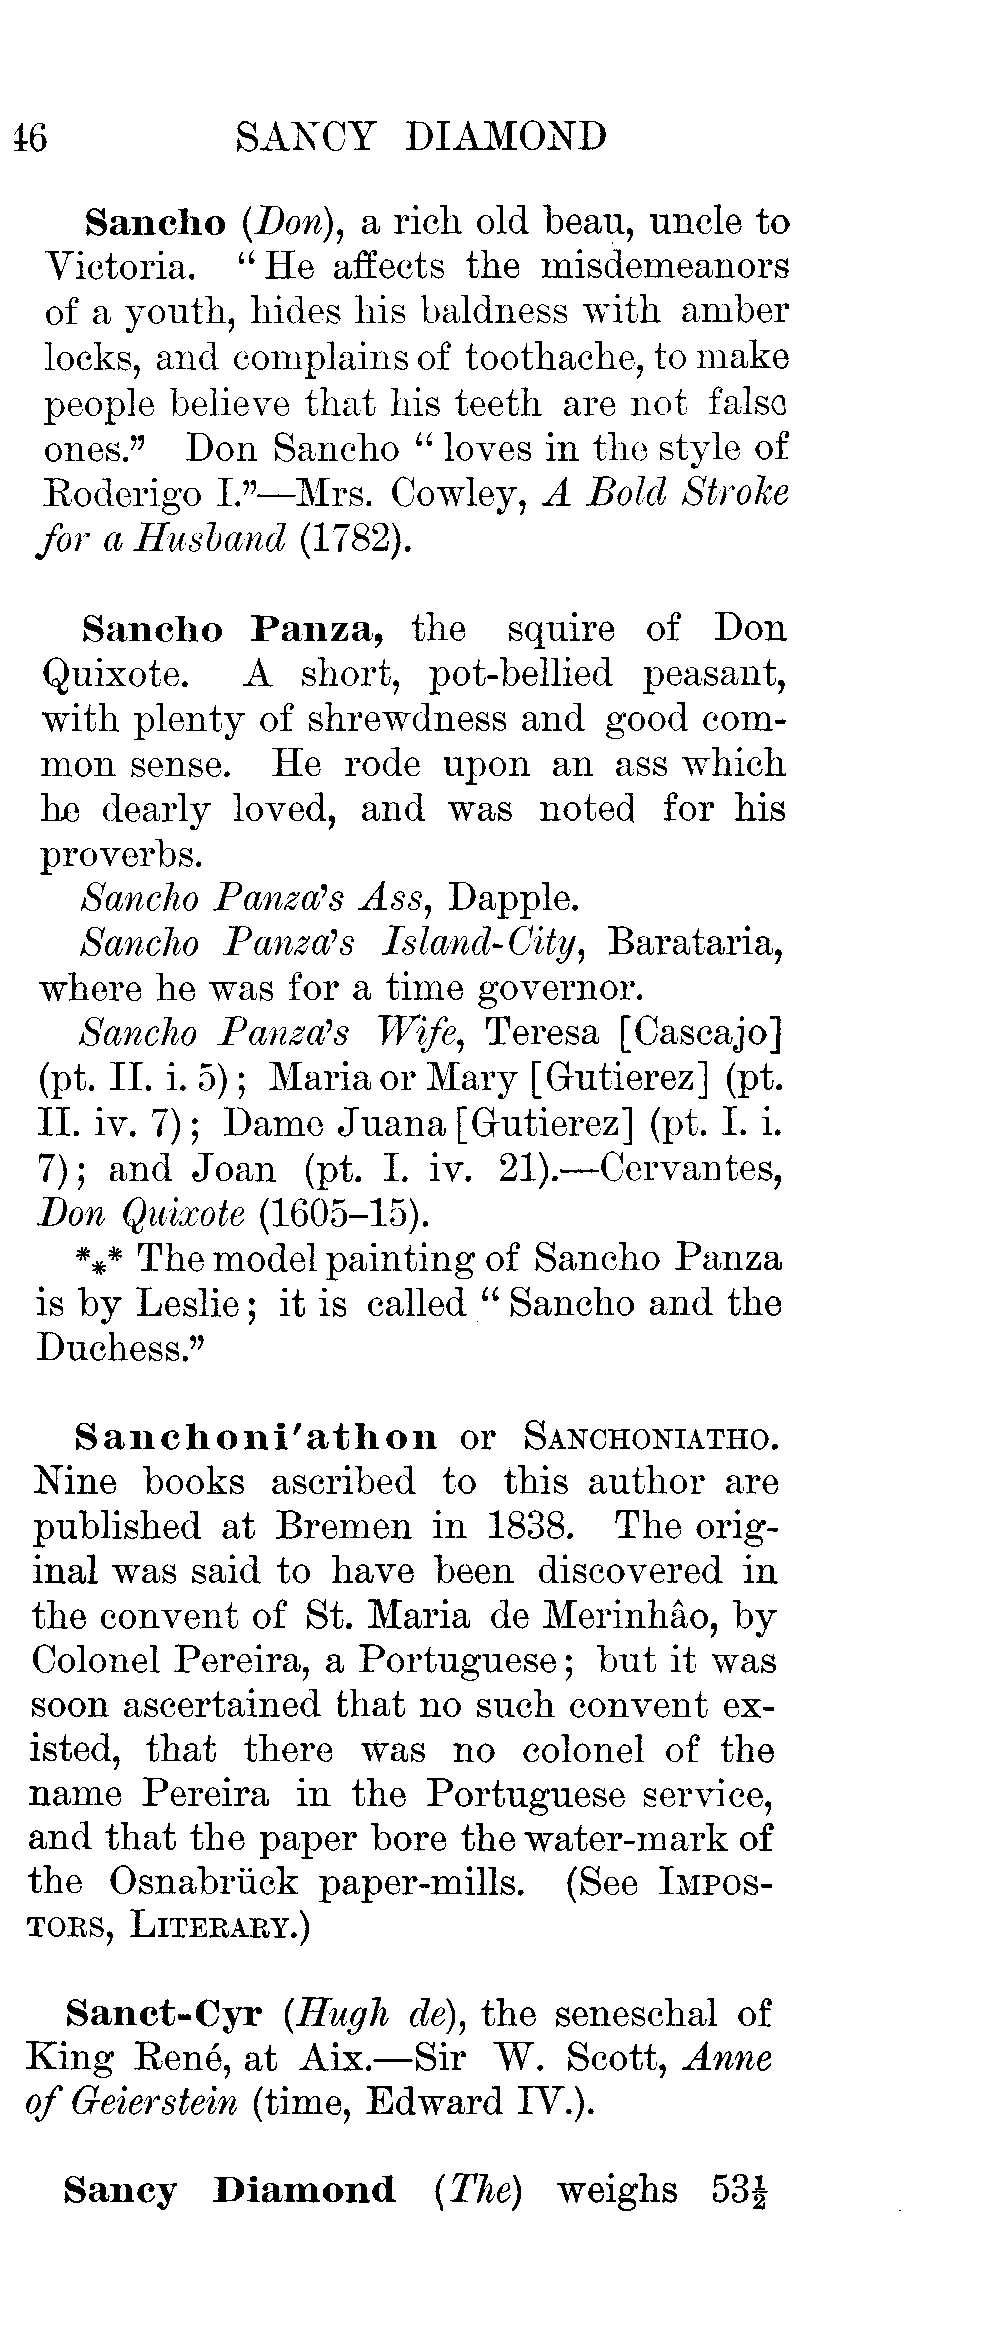 46 SANCY DIAMOND
Sancho (Don), a rich old beau, uncle to
Victoria. “He affects the misdemeanors
of a youth, hides his baldness with amber
locks, and complains of toothache, to make
people believe that his teeth are not false
ones.” Don Sancho “loves in the style of
Roderigo I.”—Mrs. Cowley, A Bold Stroke
for a Husband (1782).
Sancho Panza, the squire of Don
Quixote. A short, pot-bellied peasant,
with plenty of shrewdness and good com-
mon sense. He rode upon an ass which
he dearly loved, and was noted for his
proverbs.
Sancho Panza’s Ass, Dapple.
Sancho Panza’s Island-City, Barataria,
where he was for a time governor.
Sancho Panza’s Wife, Teresa [Cascajo]
(pt. II. i. 5); Maria or Mary [Gutierez] (pt.
II. iv. 7); Dame Juana [Gutierez] (pt. I. i.
7); and Joan (pt. I. iv. 21).—Cervantes,
Don Quixote (1605–15).
*⁎* The model painting of Sancho Panza
is by Leslie; it is called “Sancho and the
Duchess.”
Sanchoni′athon or SANCHONIATHO.
Nine books ascribed to this author are
published at Bremen in 1838. The orig-
inal was said to have been discovered in
the convent of St. Maria de Merinhâo, by
Colonel Pereira, a Portuguese; but it was
soon ascertained that no such convent ex-
isted, that there was no colonel of the
name Pereira in the Portuguese service,
and that the paper bore the water-mark of
the Osnabrück paper-mills. (See IMPOS-
TORS, LITERARY.)
Sanct-Cyr (Hugh de), the seneschal of
King René, at Aix.—Sir W. Scott, Anne
of Geierstein (time, Edward IV.).
Sancy Diamond (The) weighs 53½